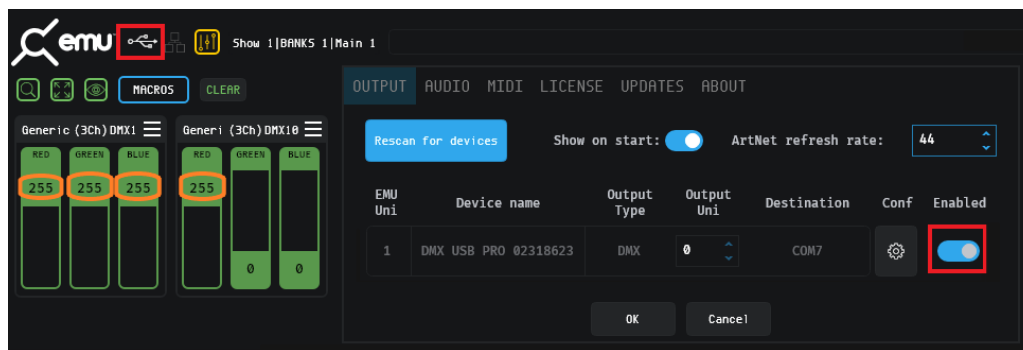 emu Show 1|BANKS 1|Main 1
MACROS CLEAR
OUTPUT AUDIO MIDI LICENSE UPDATES ABOUT
Generic (3Ch) DMX1
RED GREEN BLUE
255 255 255
Generi (3Ch) DMX10
RED GREEN BLUE
255 0 0
Rescan for devices Show on start: ArtNet refresh rate: 44
EMU Uni Device name Output Type Output Uni Destination Conf Enabled
1 DMX USB PRO 02318623 DMX 0 COM7
OK Cancel